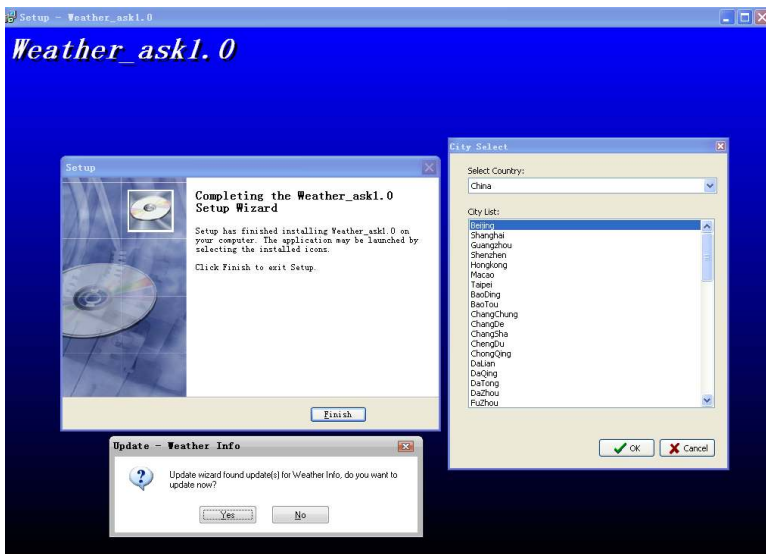 Setup - Weather_ask1.0
Weather_ask1.0
Setup
Completing the Weather_ask1.0
Setup Wizard
Setup has finished installing Weather_ask1.0 on
your computer. The application may be launched by
selecting the installed icons.
Click Finish to exit Setup.
Finish
City Select
Select Country:
China
City List:
Beijing
Shanghai
Guangzhou
Shenzhen
Hongkong
Macao
Taipei
BaoDing
BaoTou
ChangChung
ChangDe
ChangSha
ChengDu
ChongQing
DaLian
DaQing
DaTong
DaZhou
FuZhou
OK
Cancel
Update - Weather Info
Update wizard found update(s) for Weather Info, do you want to
update now?
Yes
No